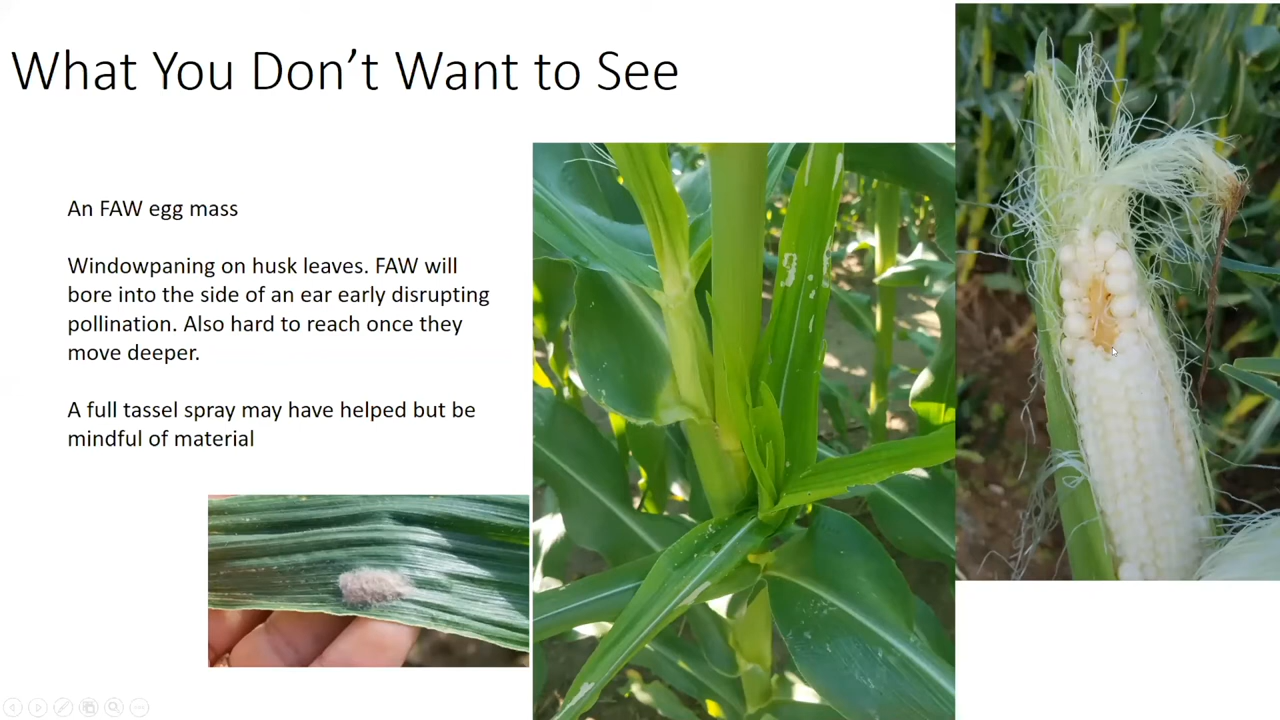 What You Don’t Want to See
An FAW egg mass
Windowpaning on husk leaves. FAW will
bore into the side of an ear early disrupting
pollination. Also hard to reach once they
move deeper.
A full tassel spray may have helped but be
mindful of material